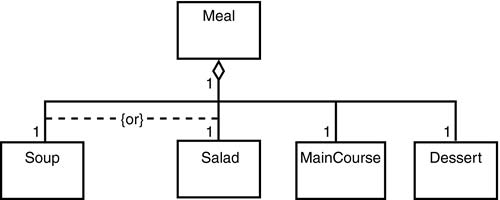 Meal
1
{or}
1 1 1 1
Soup Salad MainCourse Dessert